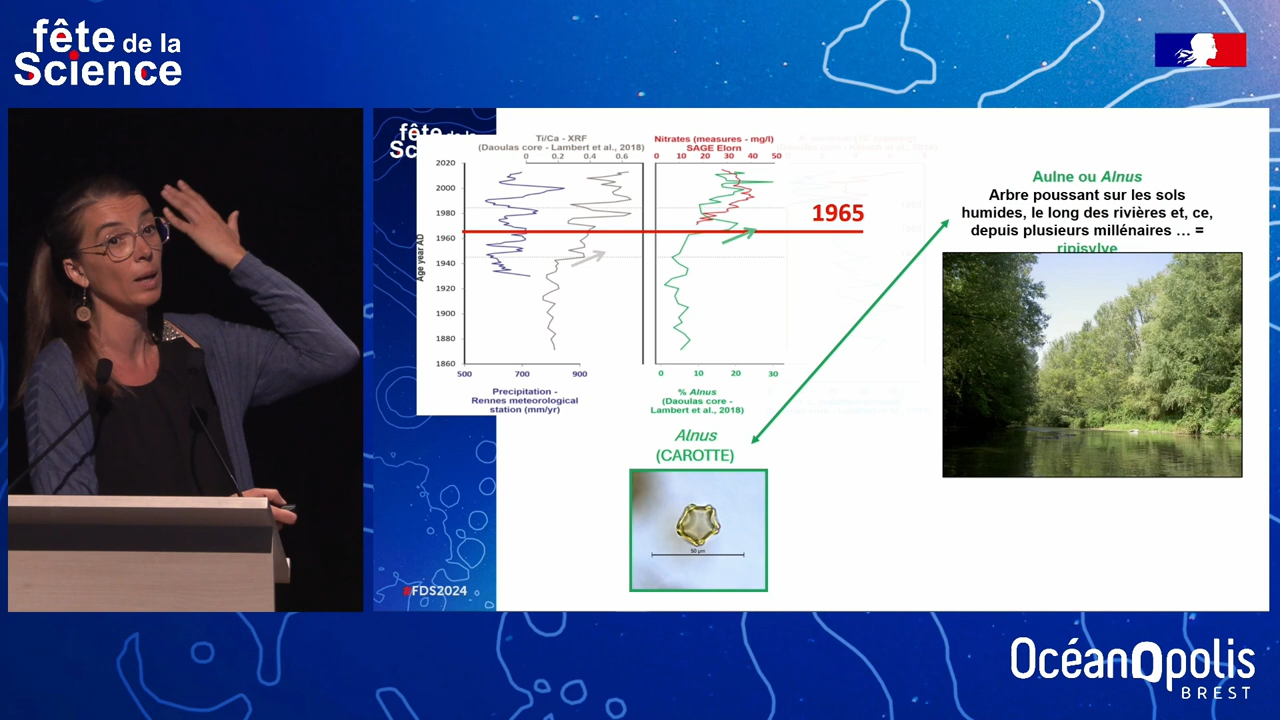 fête de la
Science
fête de la
Sc
Ti/Ca - XRF
(Daoulas core - Lambert et al., 2018)
0 0.2 0.4 0.6
Nitrates (measures - mg/l)
SAGE Elorn
0 10 20 30 40 50
2020
2000
1980
1960
1940
1920
1900
1880
1860
Age year AD
1965
500 700 900
Precipitation -
Rennes meteorological
station (mm/yr)
0 10 20 30
% Alnus
(Daoulas core -
Lambert et al., 2018)
Aulne ou Alnus
Arbre poussant sur les sols
humides, le long des rivières et, ce,
depuis plusieurs millénaires ... =
ripisylve
Alnus
(CAROTTE)
50 µm
#FDS2024
OcéanOpolis
BREST